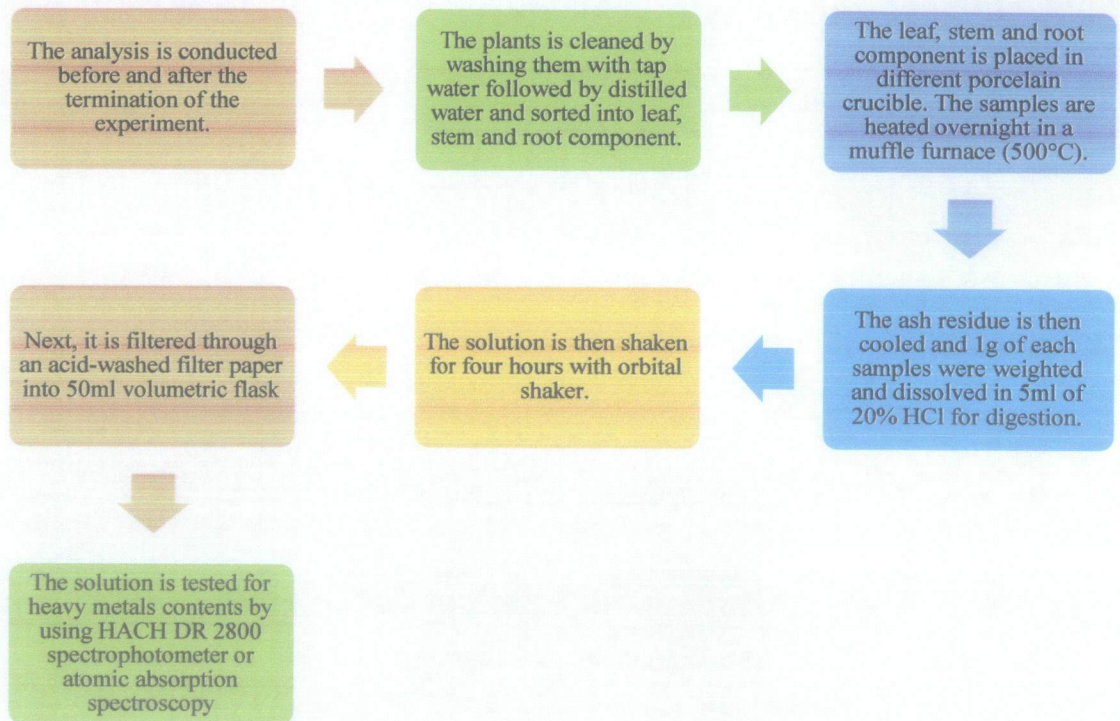 The analysis is conducted
before and after the
termination of the
experiment.
The plants is cleaned by
washing them with tap
water followed by distilled
water and sorted into leaf,
stem and root component.
The leaf, stem and root
component is placed in
different porcelain
crucible. The samples are
heated overnight in a
muffle furnace (500°C).
The ash residue is then
cooled and 1g of each
samples were weighted
and dissolved in 5ml of
20% HCl for digestion.
The solution is then shaken
for four hours with orbital
shaker.
Next, it is filtered through
an acid-washed filter paper
into 50ml volumetric flask
The solution is tested for
heavy metals contents by
using HACH DR 2800
spectrophotometer or
atomic absorption
spectroscopy